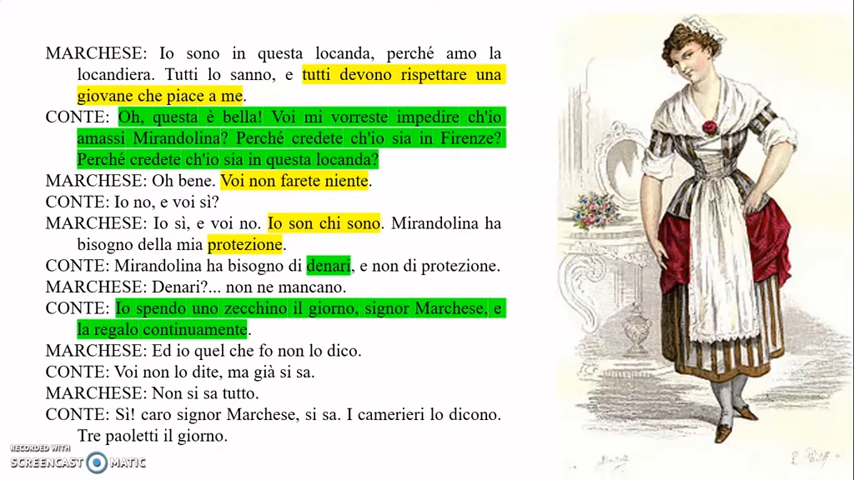 MARCHESE: Io sono in questa locanda, perché amo la
locandiera. Tutti lo sanno, e tutti devono rispettare una
giovane che piace a me.
CONTE: Oh, questa è bella! Voi mi vorreste impedire ch'io
amassi Mirandolina? Perché credete ch'io sia in Firenze?
Perché credete ch'io sia in questa locanda?
MARCHESE: Oh bene. Voi non farete niente.
CONTE: Io no, e voi sì?
MARCHESE: Io sì, e voi no. Io son chi sono. Mirandolina ha
bisogno della mia protezione.
CONTE: Mirandolina ha bisogno di denari, e non di protezione.
MARCHESE: Denari?... non ne mancano.
CONTE: Io spendo uno zecchino il giorno, signor Marchese, e
la regalo continuamente.
MARCHESE: Ed io quel che fo non lo dico.
CONTE: Voi non lo dite, ma già si sa.
MARCHESE: Non si sa tutto.
CONTE: Sì! caro signor Marchese, si sa. I camerieri lo dicono.
Tre paoletti il giorno.
RECORDED WITH
SCREENCAST MATIC